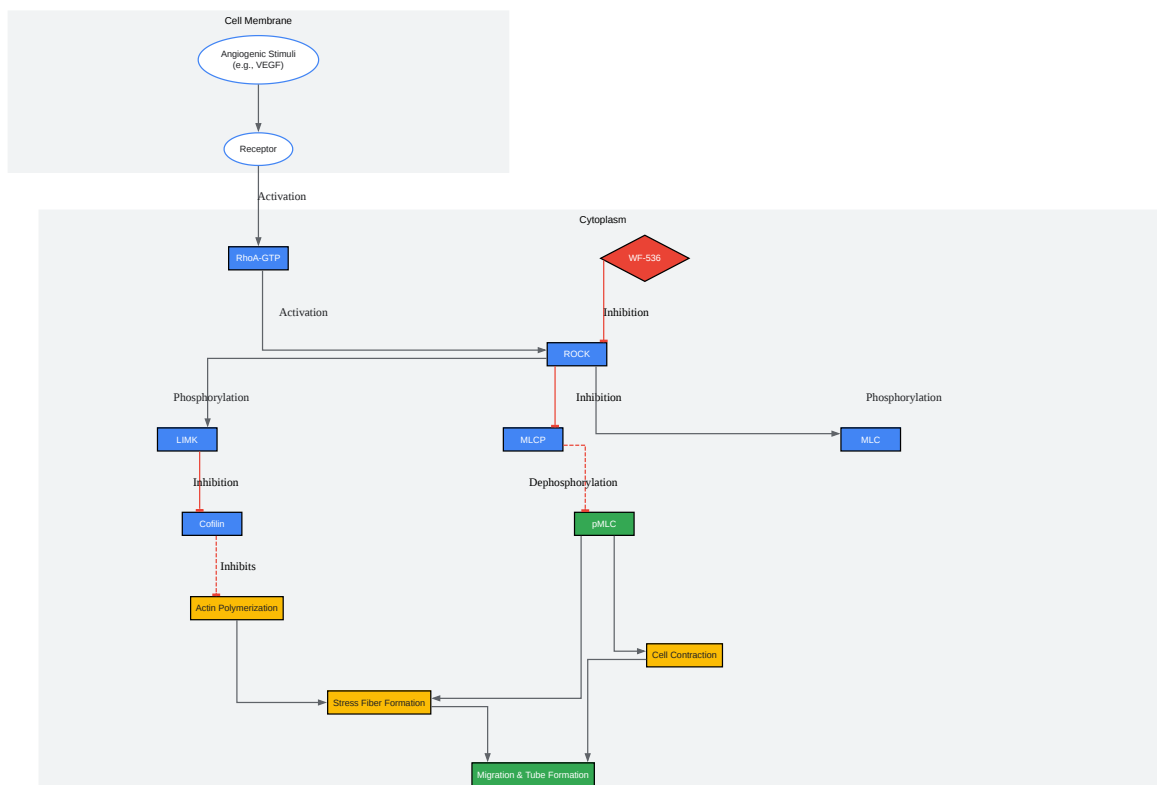 Cell Membrane
Angiogenic Stimuli
(e.g., VEGF)
Receptor
Activation
Cytoplasm
RhoA-GTP
WF-536
Activation
Inhibition
ROCK
Phosphorylation
Inhibition
Phosphorylation
LIMK
MLCP
MLC
Inhibition
Dephosphorylation
Cofilin
pMLC
Inhibits
Actin Polymerization
Cell Contraction
Stress Fiber Formation
Migration & Tube Formation